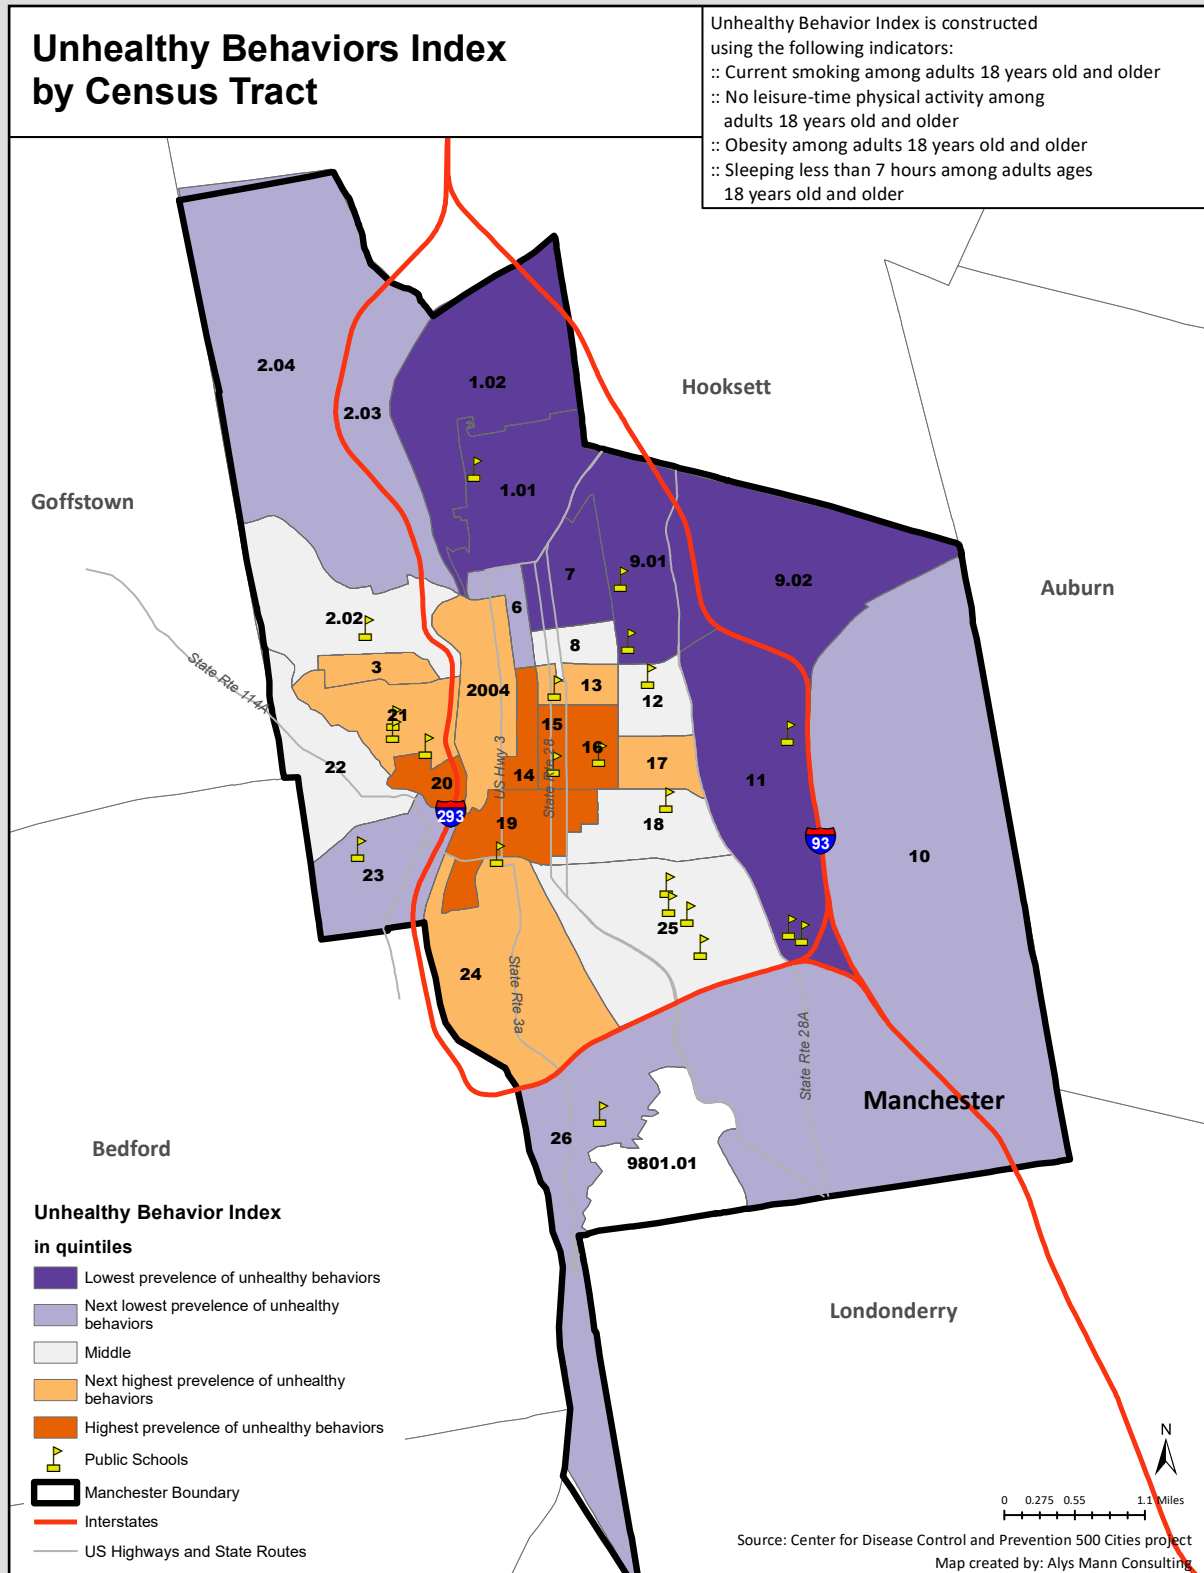 Unhealthy Behaviors Index
by Census Tract
Unhealthy Behavior Index is constructed
using the following indicators:
:: Current smoking among adults 18 years old and older
:: No leisure-time physical activity among
adults 18 years old and older
:: Obesity among adults 18 years old and older
:: Sleeping less than 7 hours among adults ages
18 years old and older
2.04
1.02
Hooksett
2.03
1.01
Goffstown
9.01
7
9.02
Auburn
6
2.02
8
3
State Rte 114A
13
2004
12
21
15
16
17
22
US Hwy 3
State Rte 28
14
20
11
293
19
18
93
10
23
25
24
State Rte 3a
State Rte 28A
Manchester
26
Bedford
9801.01
Londonderry
Unhealthy Behavior Index
in quintiles
Lowest prevelence of unhealthy behaviors
Next lowest prevelence of unhealthy
behaviors
Middle
Next highest prevelence of unhealthy
behaviors
Highest prevelence of unhealthy behaviors
Public Schools
Manchester Boundary
Interstates
US Highways and State Routes
N
0 0.275 0.55 1.1 Miles
Source: Center for Disease Control and Prevention 500 Cities project
Map created by: Alys Mann Consulting